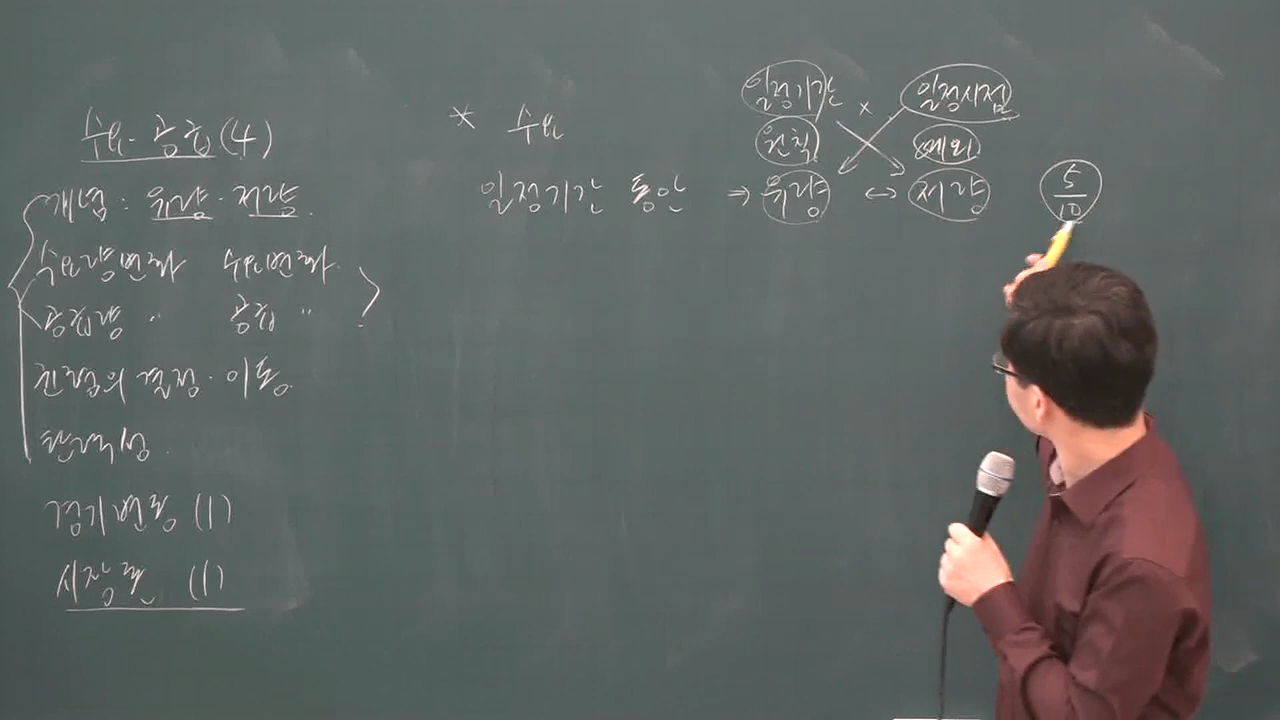 수요·공급 (4)
개념 : 유량·저량.
수요량변화 수요변화.
공급량 〃 공급 〃
균형의 결정·이동.
탄력성.
경기변동 (1)
시장론 (1)
* 수요
일정기간 동안 ⇒ 유량 ↔ 저량
일정기간 × 일정시점
원칙 예외
5
10